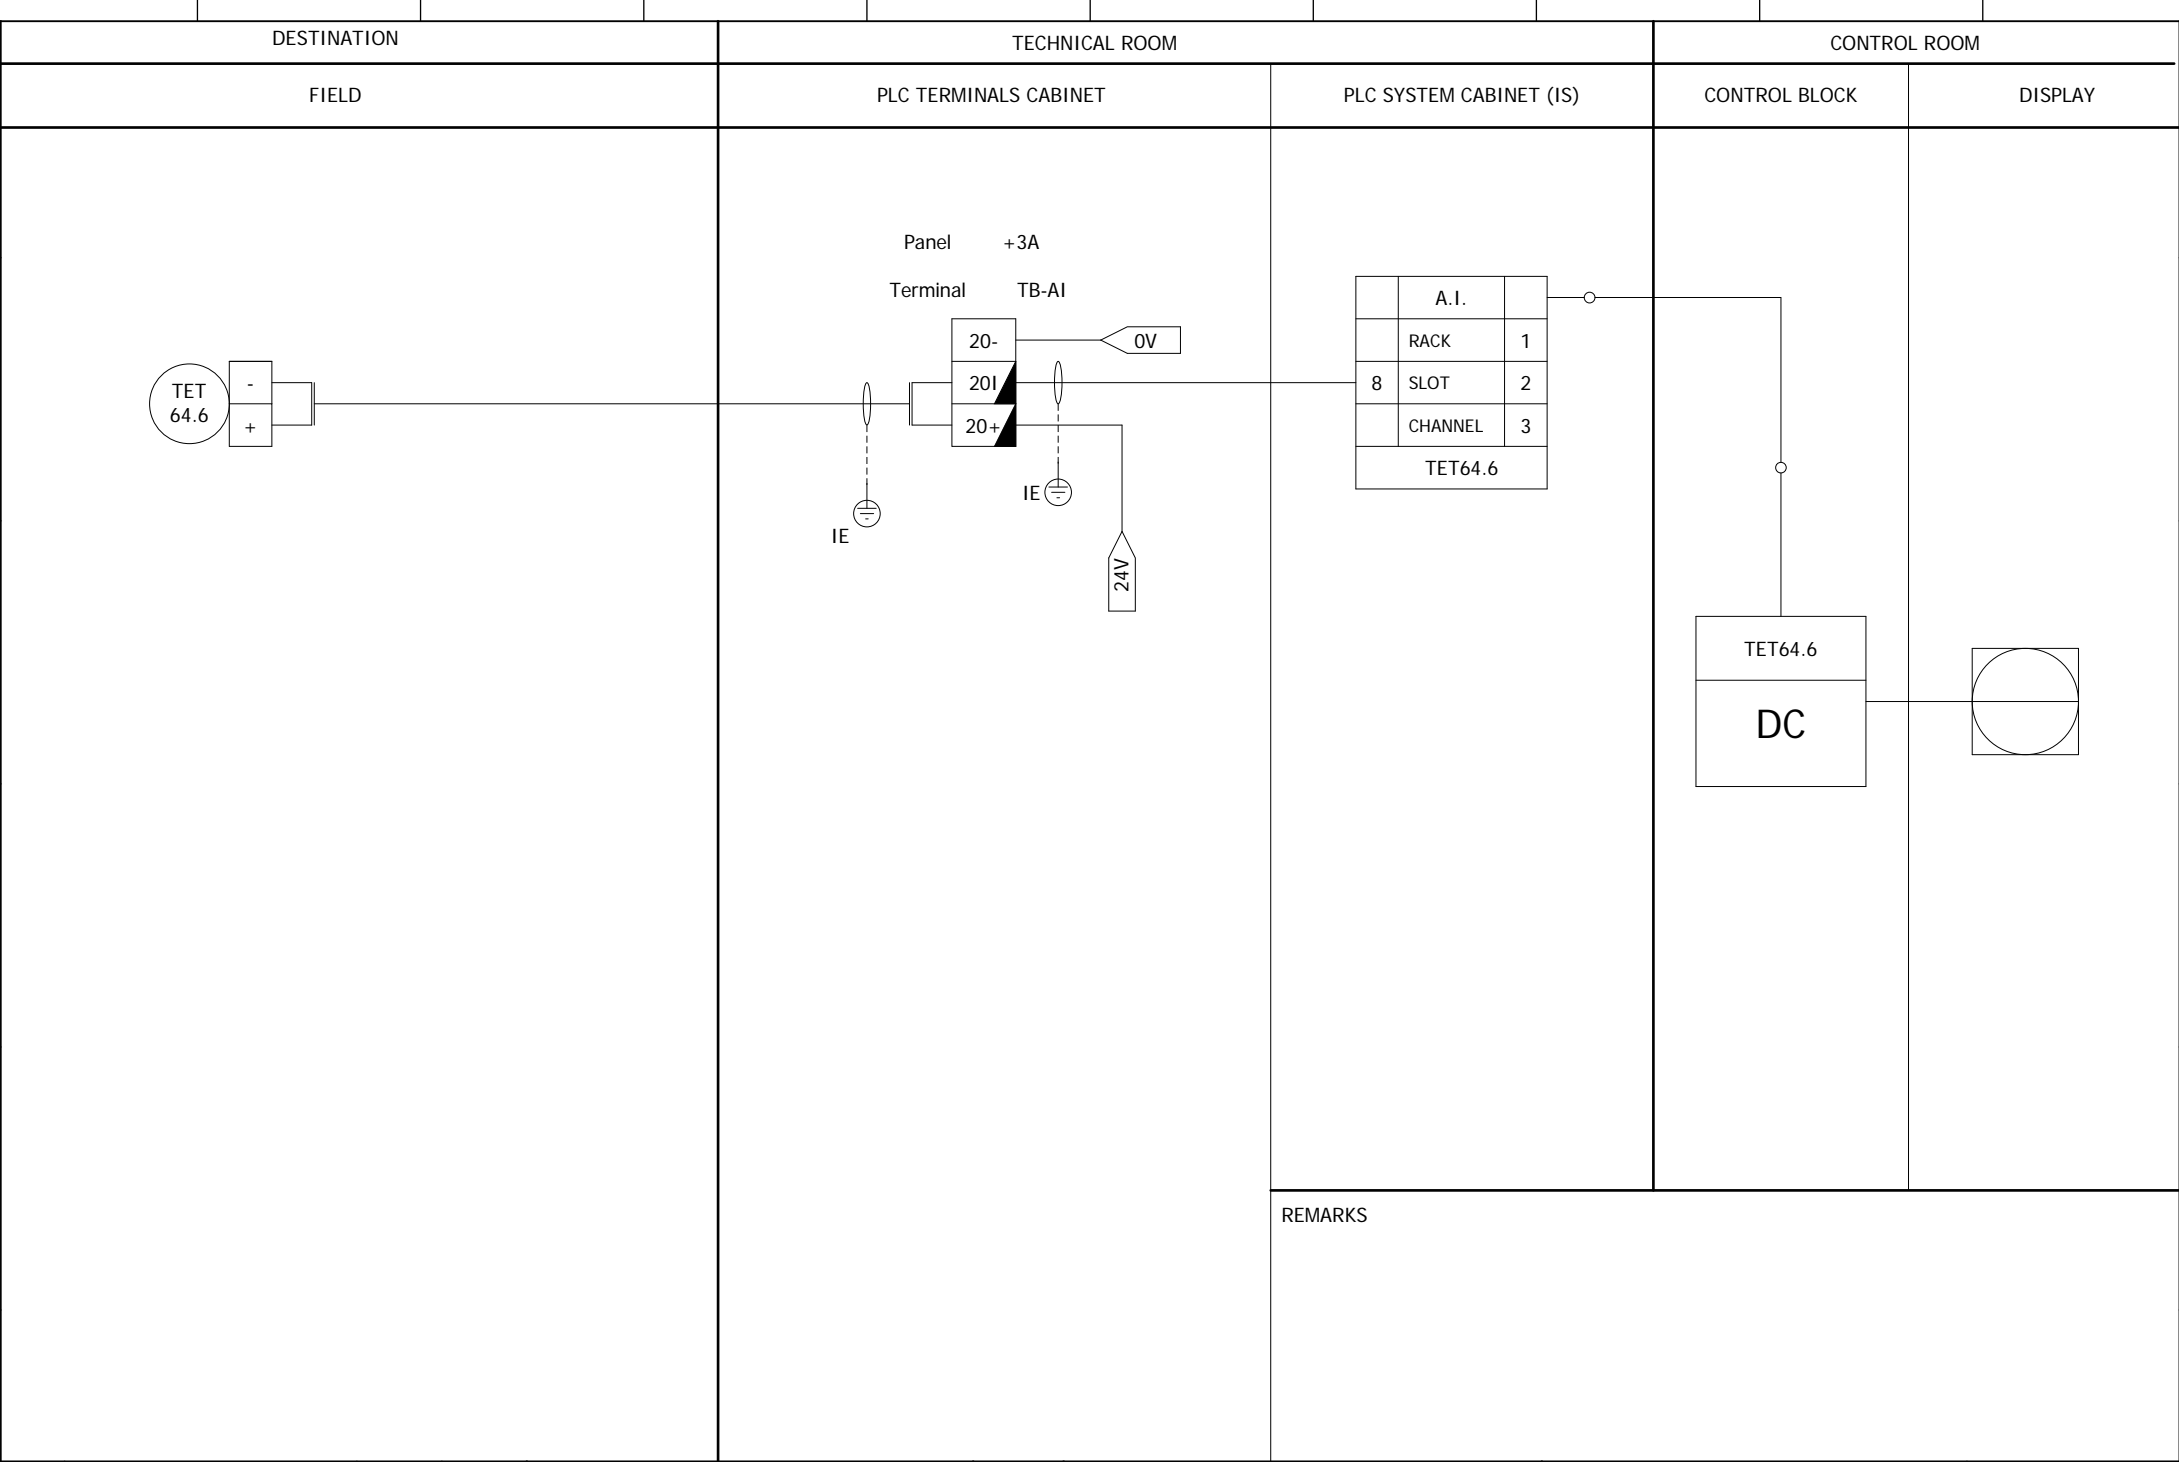 DESTINATION
TECHNICAL ROOM
CONTROL ROOM
FIELD
PLC TERMINALS CABINET
PLC SYSTEM CABINET (IS)
CONTROL BLOCK
DISPLAY
Panel +3A
Terminal TB-AI
TET
64.6
-
+
20-
20I
20+
0V
IE
IE
24V
A.I.
RACK 1
8 SLOT 2
CHANNEL 3
TET64.6
TET64.6
DC
REMARKS